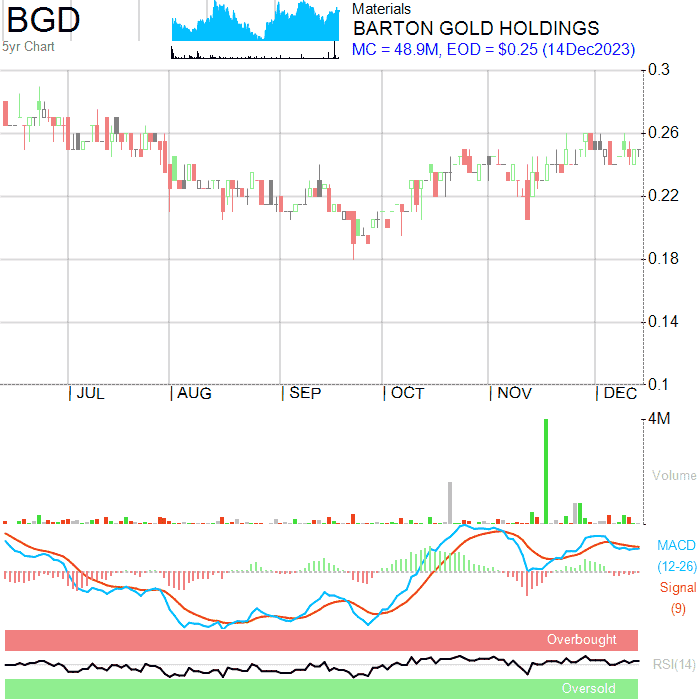 BGD
5yr Chart
Materials
BARTON GOLD HOLDINGS
MC = 48.9M, EOD = $0.25 (14Dec2023)
0.3
0.26
0.22
0.18
0.14
0.1
JUL AUG SEP OCT NOV DEC
4M
Volume
MACD
(12-26)
Signal
(9)
Overbought
RSI(14)
Oversold